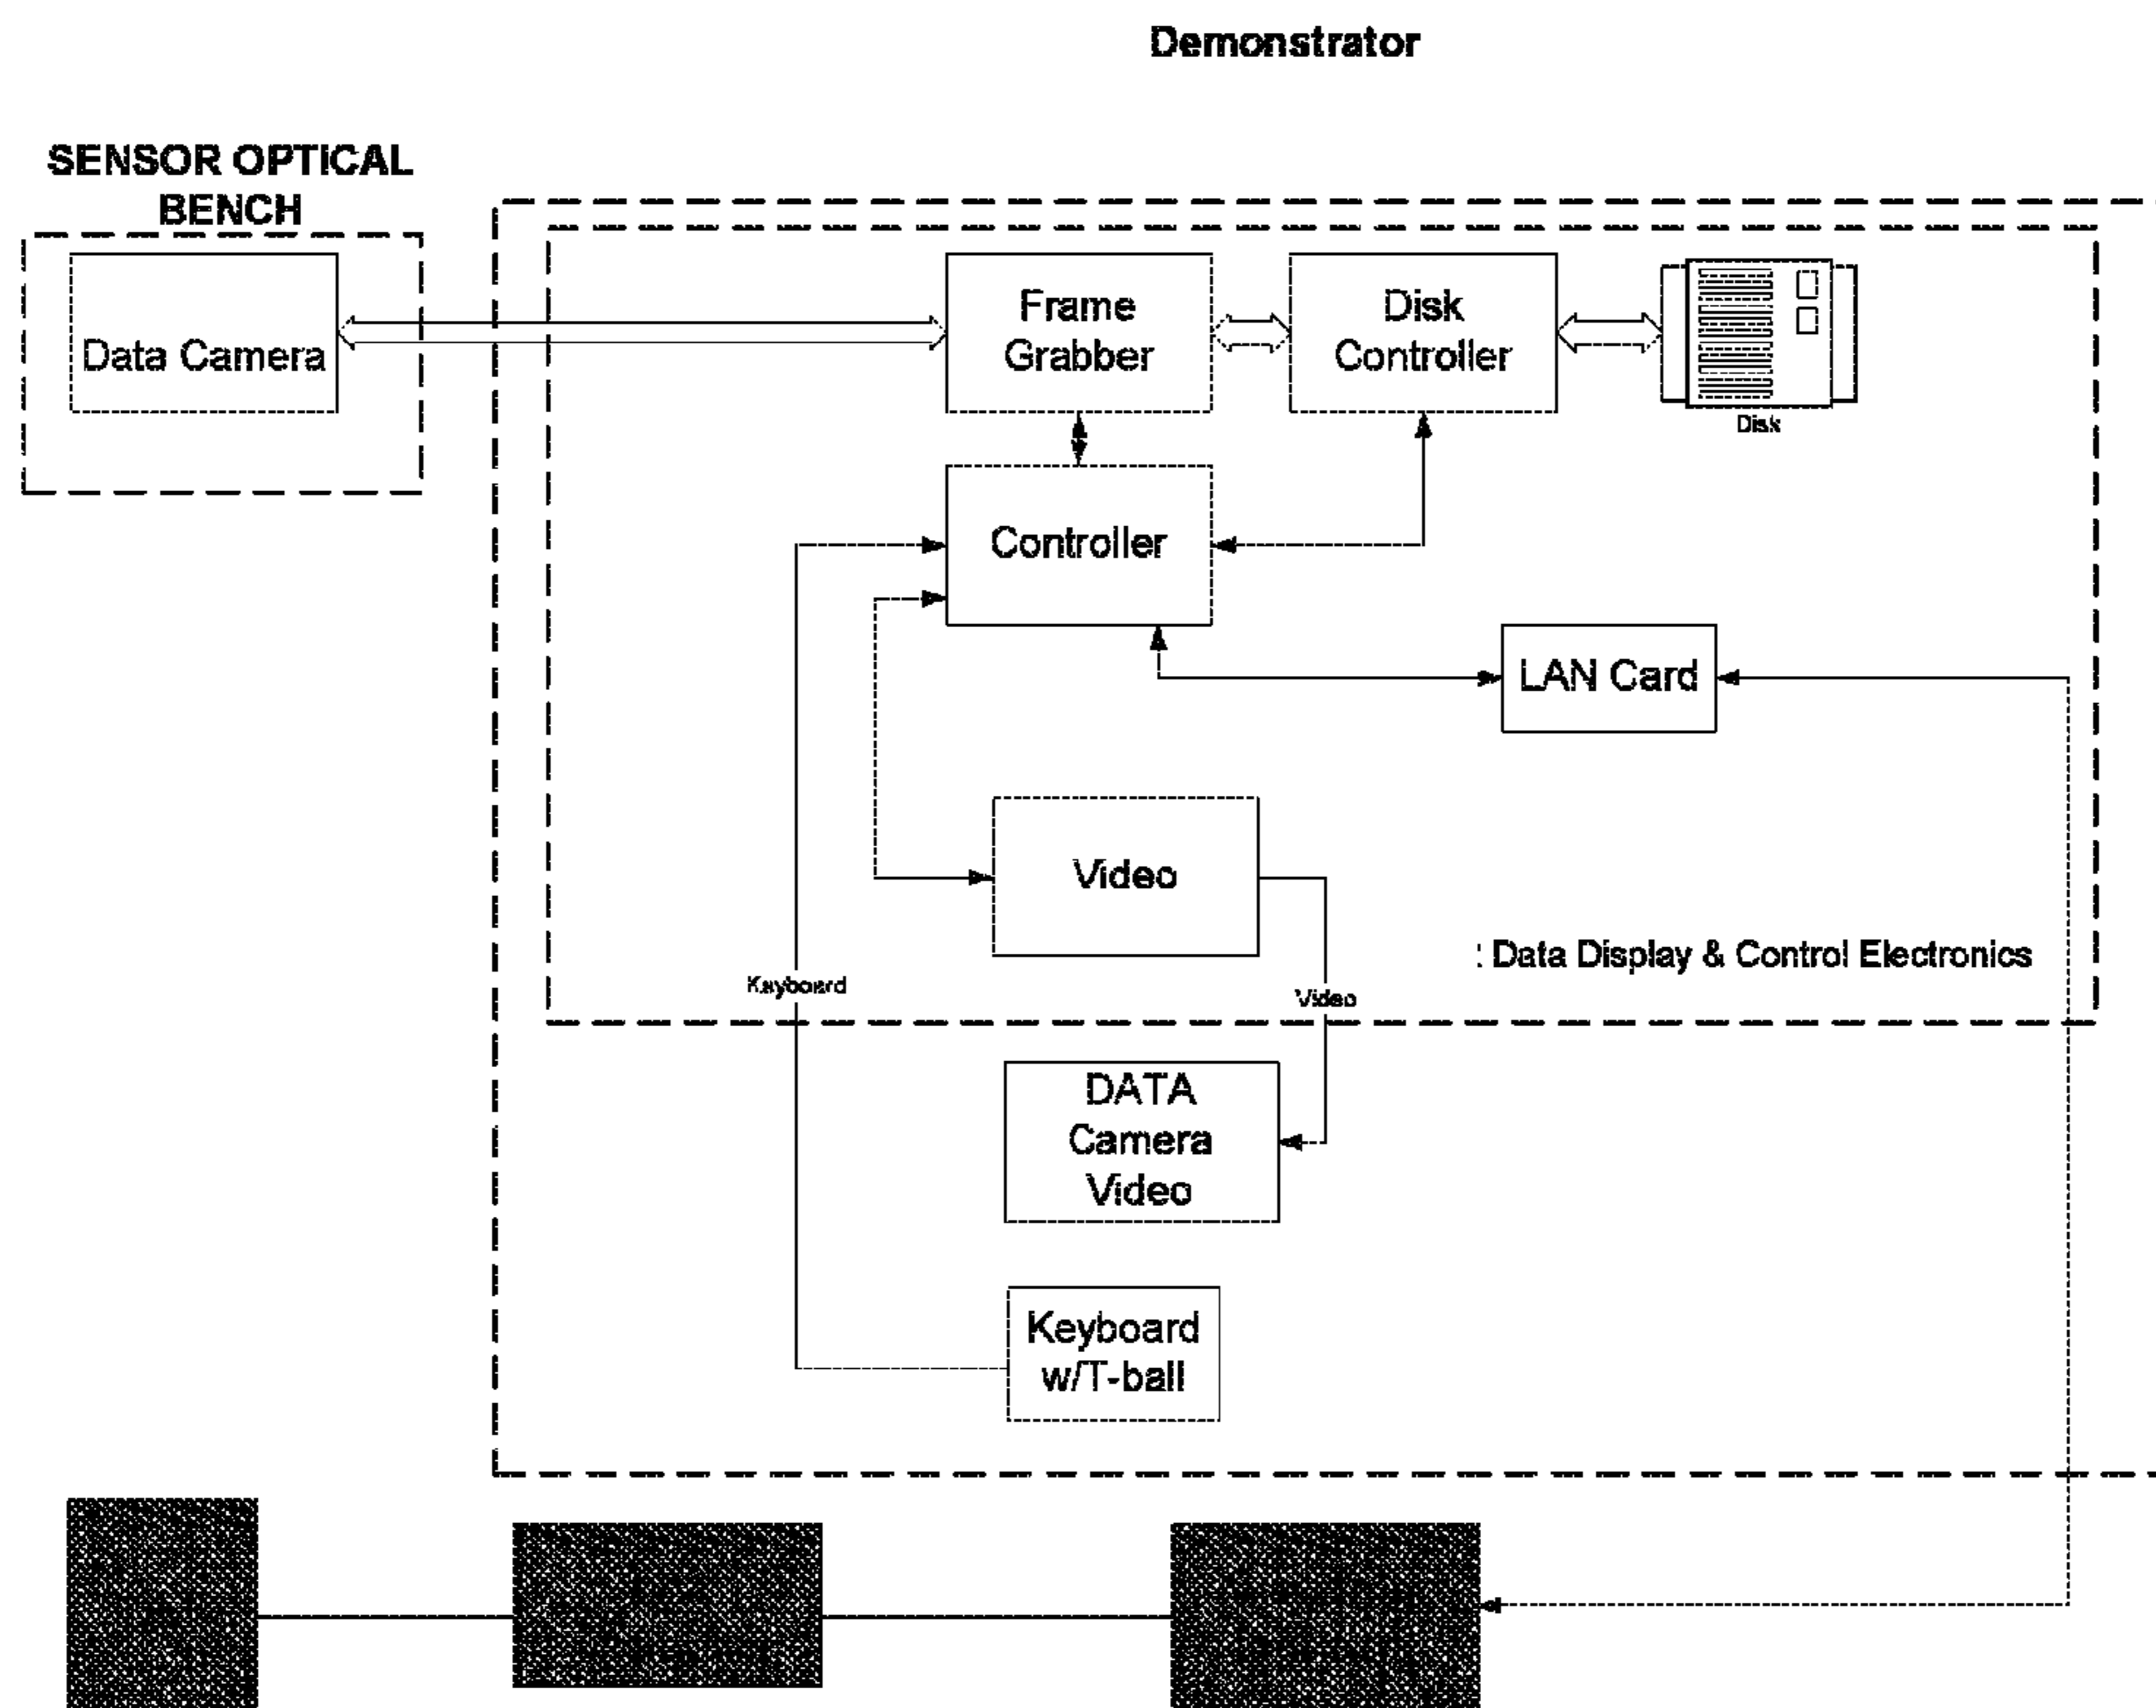 Demonstrator
SENSOR OPTICAL
BENCH
Data Camera
Frame
Grabber
Disk
Controller
Disk
Controller
LAN Card
Video
: Data Display & Control Electronics
Keyboard
Video
DATA
Camera
Video
Keyboard
w/T-ball